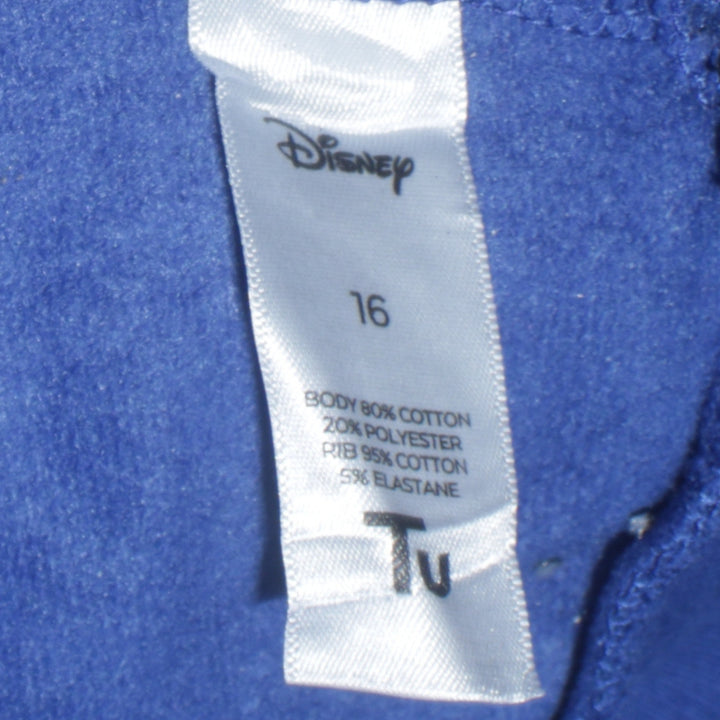 Disney
16
BODY 80% COTTON
20% POLYESTER
RIB 95% COTTON
5% ELASTANE
Tu